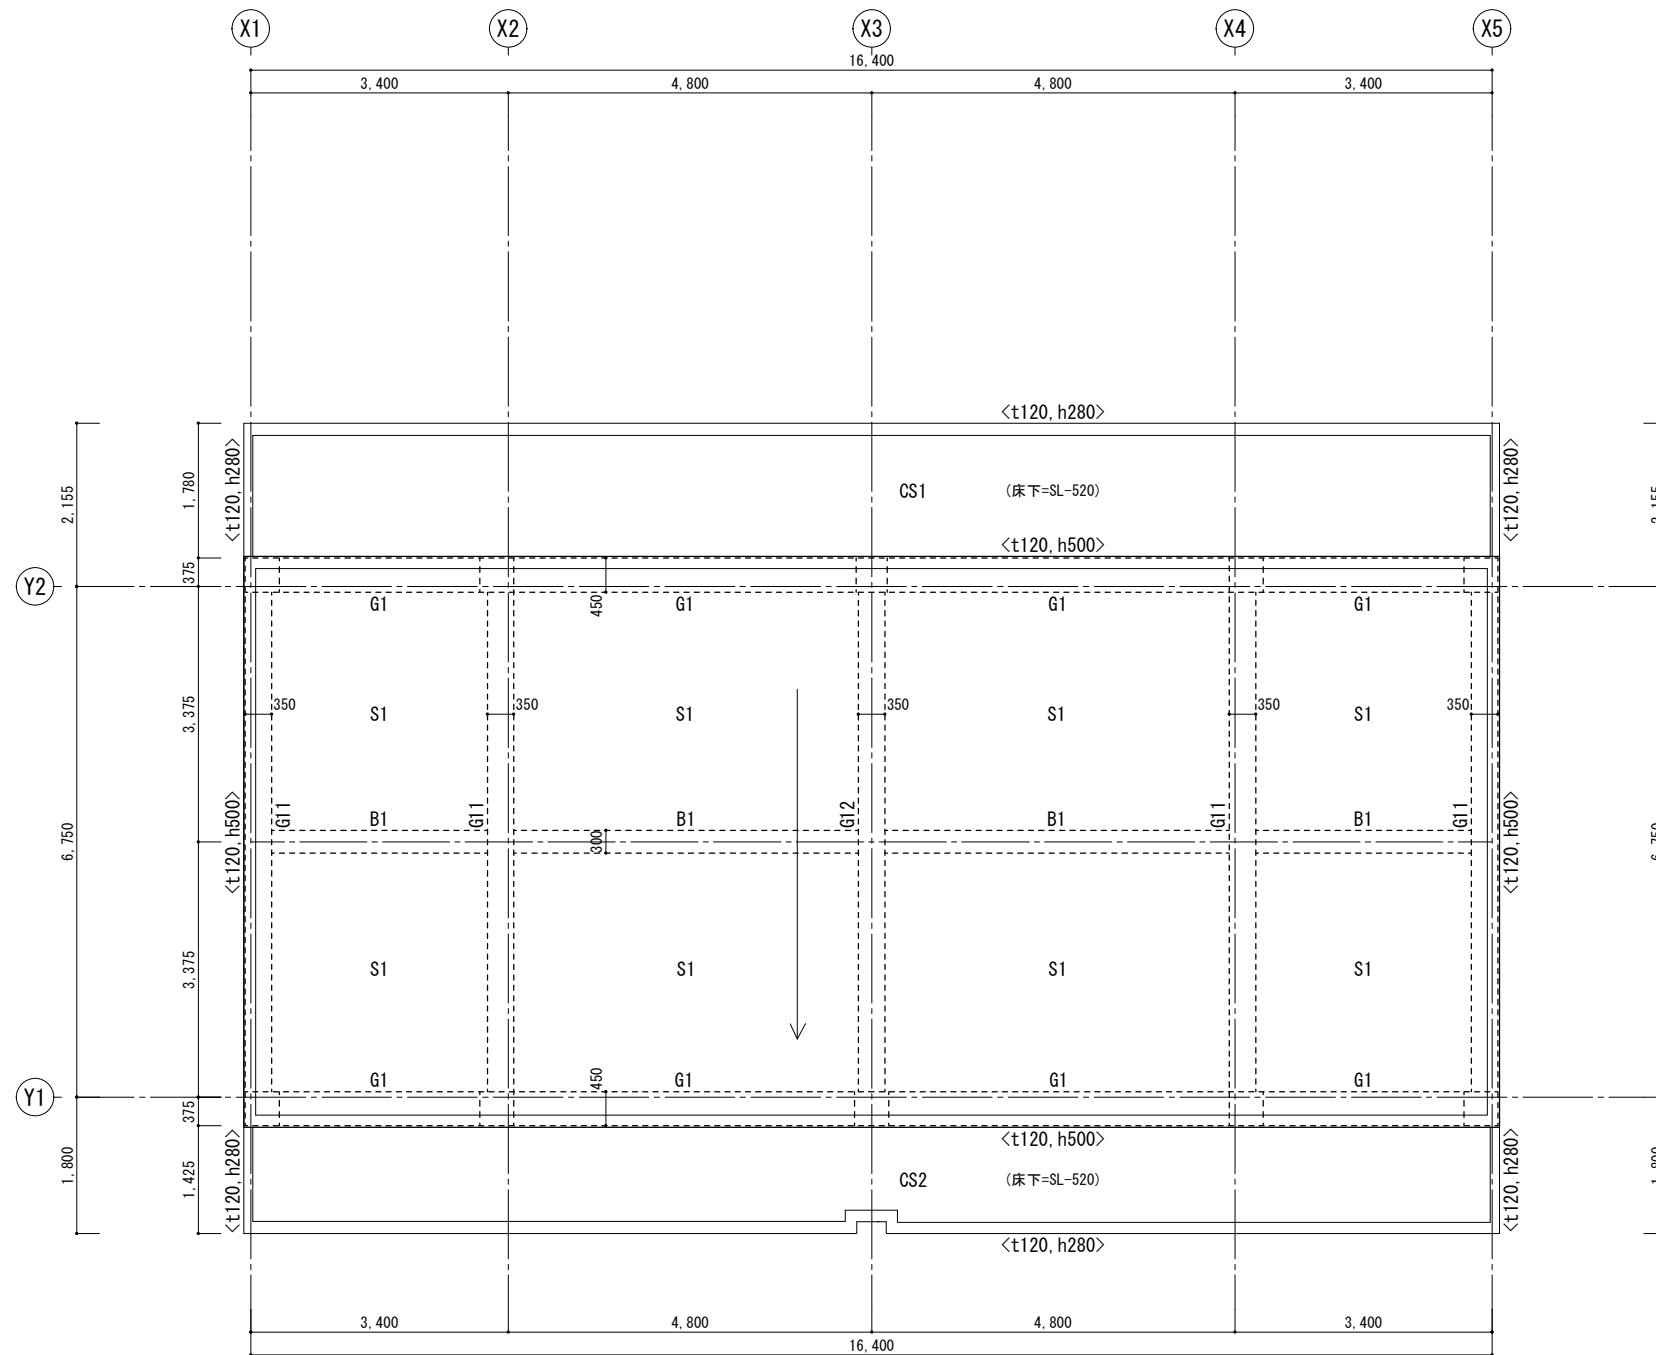 X1 X2 X3 X4 X5
16,400
3,400 4,800 4,800 3,400
<t120,h280>
<t120,h280>
<t120,h280>
2,155
1,780
CS1 (床下=SL-520)
<t120,h500>
375
Y2
G1 G1 G1 G1
450
350 350 350 350 350
3,375
S1 S1 S1 S1
6,750
<t120,h500>
G11 G11 G12 G11 G11
B1 B1 B1 B1
300
<t120,h500>
3,375
S1 S1 S1 S1
450
G1 G1 G1 G1
Y1
375
<t120,h500>
1,800
1,425
<t120,h280>
CS2 (床下=SL-520)
<t120,h280>
<t120,h280>
3,400 4,800 4,800 3,400
16,400